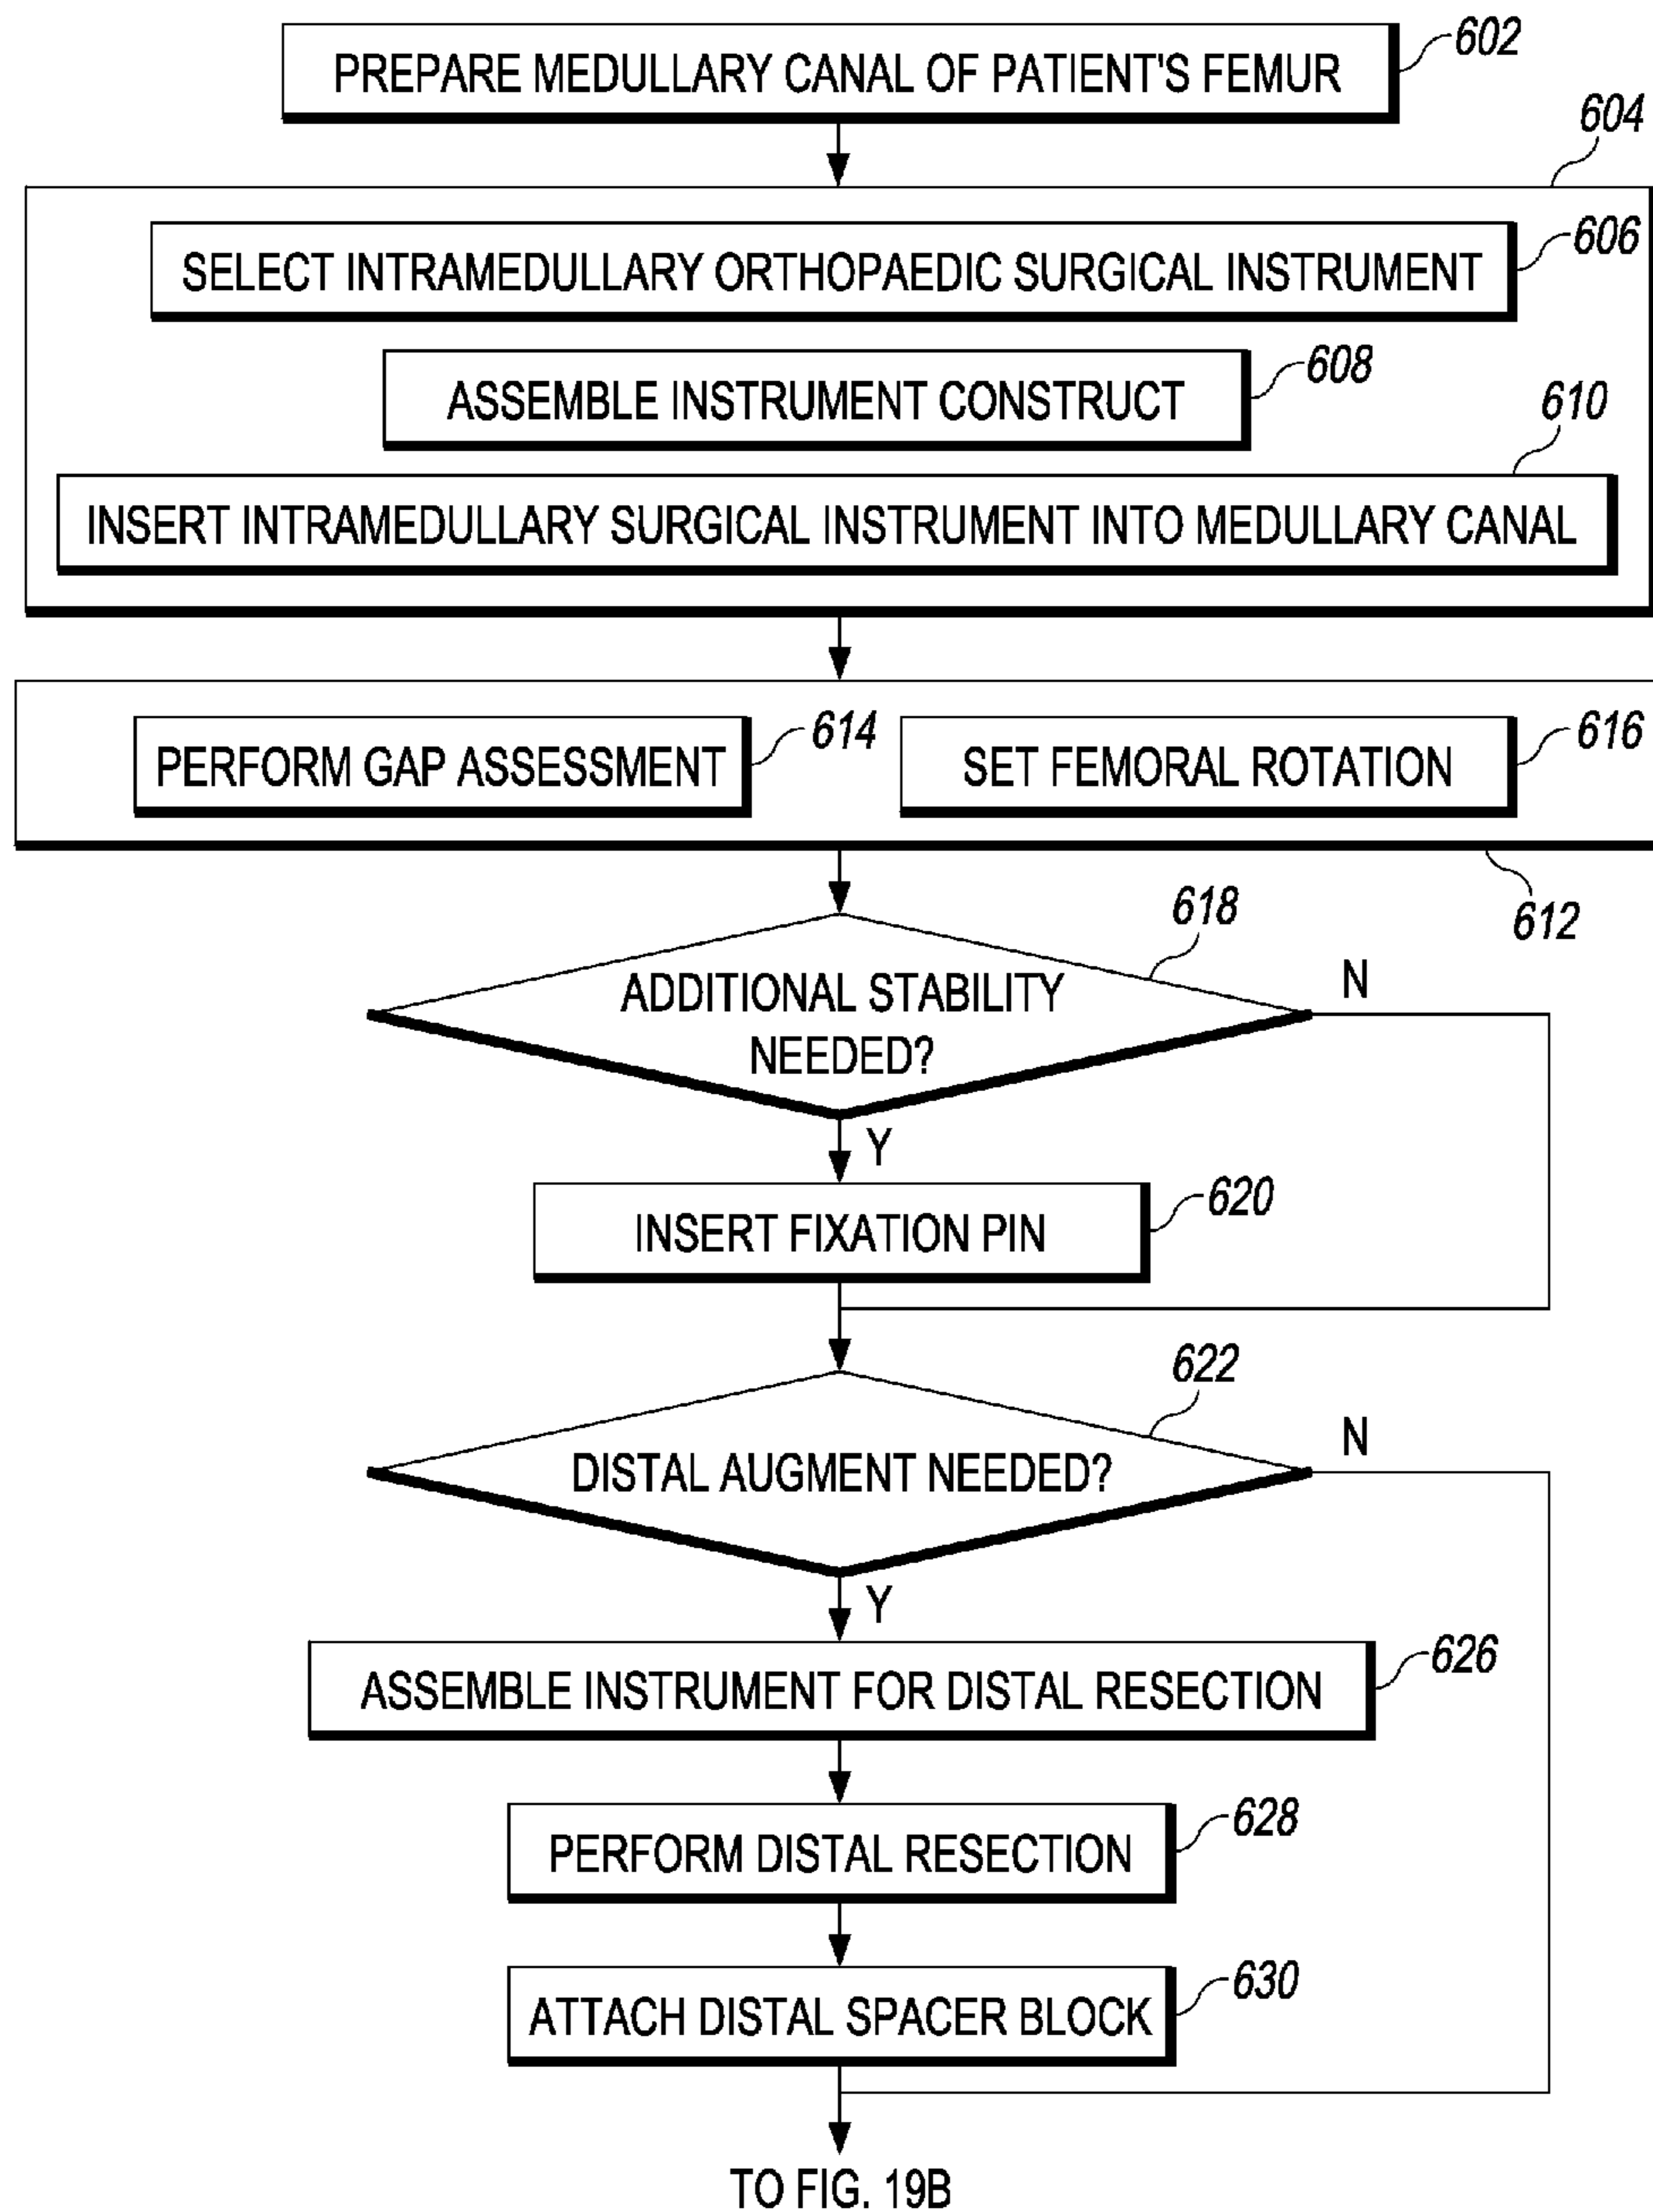 PREPARE MEDULLARY CANAL OF PATIENT'S FEMUR
602
604
SELECT INTRAMEDULLARY ORTHOPAEDIC SURGICAL INSTRUMENT
606
ASSEMBLE INSTRUMENT CONSTRUCT
608
610
INSERT INTRAMEDULLARY SURGICAL INSTRUMENT INTO MEDULLARY CANAL
PERFORM GAP ASSESSMENT
614
SET FEMORAL ROTATION
616
612
618
ADDITIONAL STABILITY
NEEDED?
N
Y
INSERT FIXATION PIN
620
622
DISTAL AUGMENT NEEDED?
N
Y
ASSEMBLE INSTRUMENT FOR DISTAL RESECTION
626
PERFORM DISTAL RESECTION
628
ATTACH DISTAL SPACER BLOCK
630
TO FIG. 19B